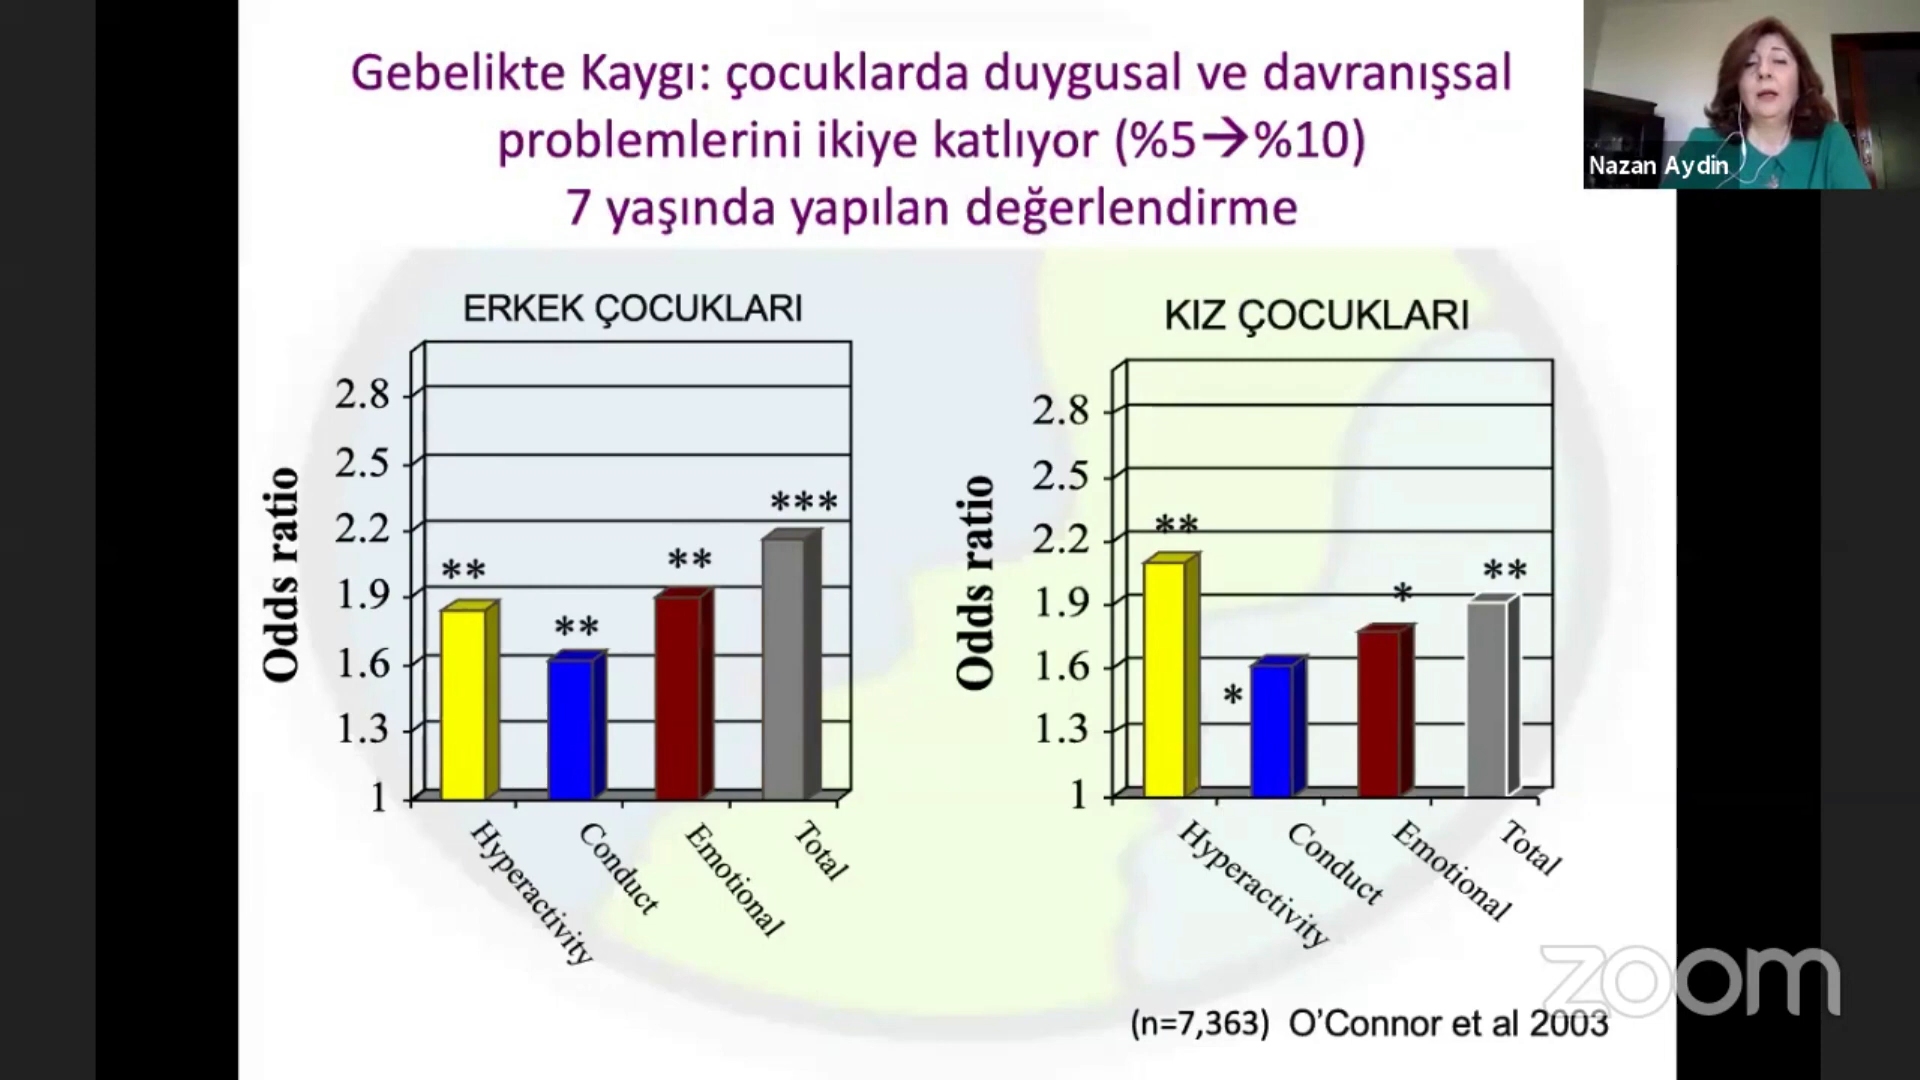 Gebelikte Kaygı: çocuklarda duygusal ve davranışsal
problemlerini ikiye katlıyor (%5→%10)
7 yaşında yapılan değerlendirme
Nazan Aydin
ERKEK ÇOCUKLARI
Odds ratio
2.8
2.5
2.2
1.9
1.6
1.3
1
**
**
**
***
Hyperactivity
Conduct
Emotional
Total
KIZ ÇOCUKLARI
Odds ratio
2.8
2.5
2.2
1.9
1.6
1.3
1
**
*
*
**
Hyperactivity
Conduct
Emotional
Total
zoom
(n=7,363) O'Connor et al 2003